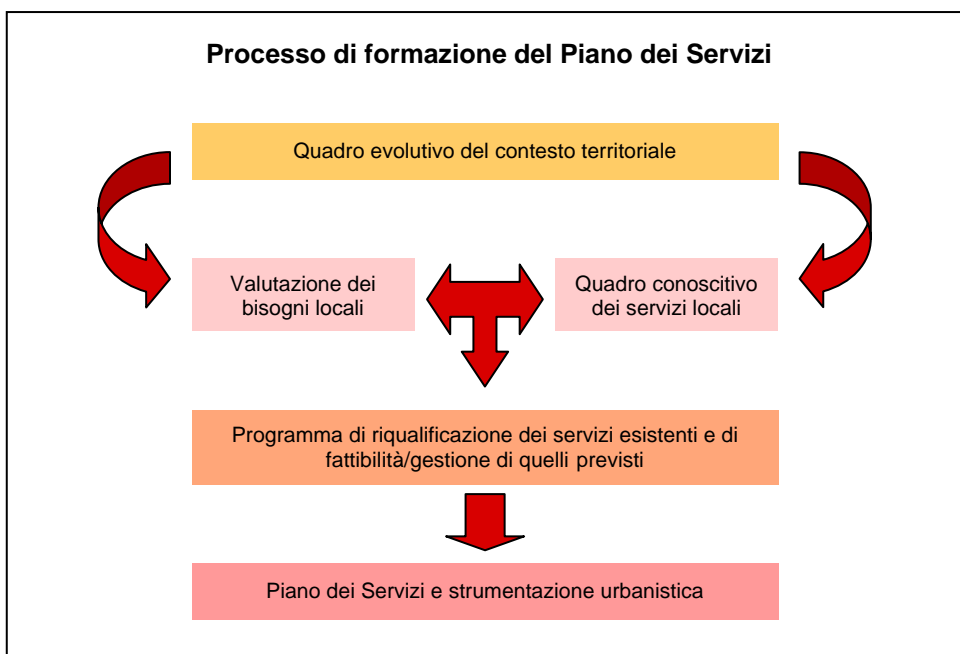 Processo di formazione del Piano dei Servizi
Quadro evolutivo del contesto territoriale
Valutazione dei
bisogni locali
Quadro conoscitivo
dei servizi locali
Programma di riqualificazione dei servizi esistenti e di
fattibilità/gestione di quelli previsti
Piano dei Servizi e strumentazione urbanistica